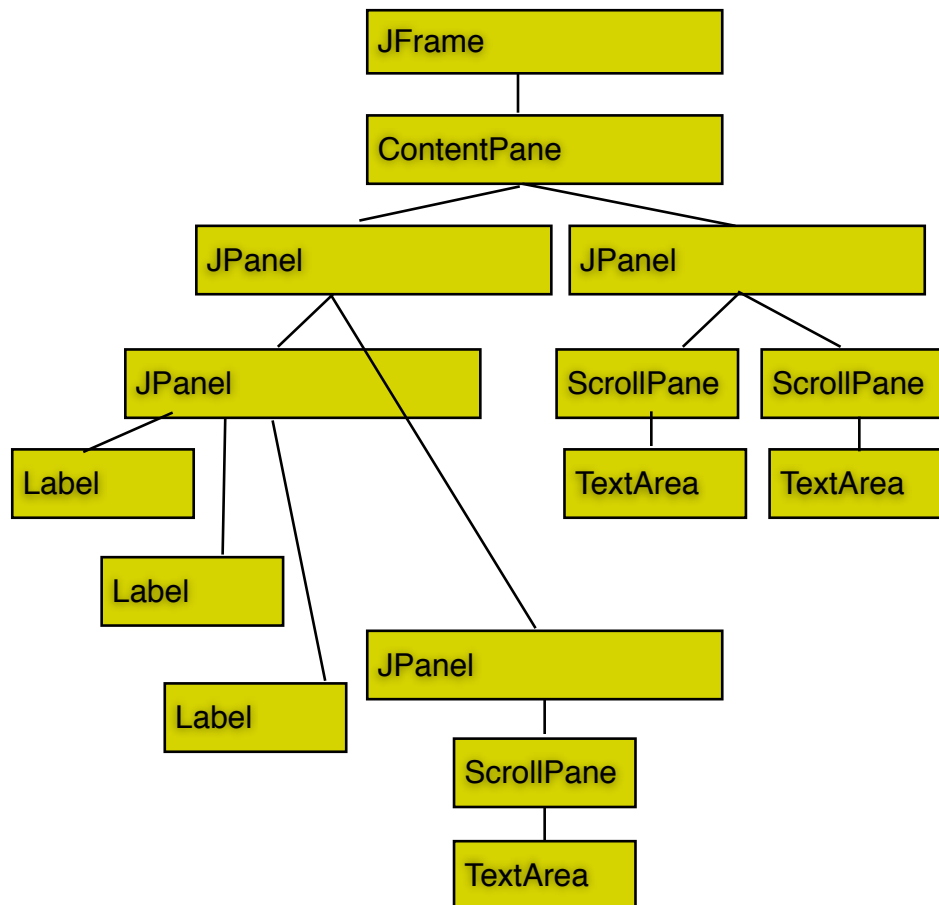 JFrame
ContentPane
JPanel
JPanel
JPanel
ScrollPane
ScrollPane
Label
TextArea
TextArea
Label
JPanel
Label
ScrollPane
TextArea